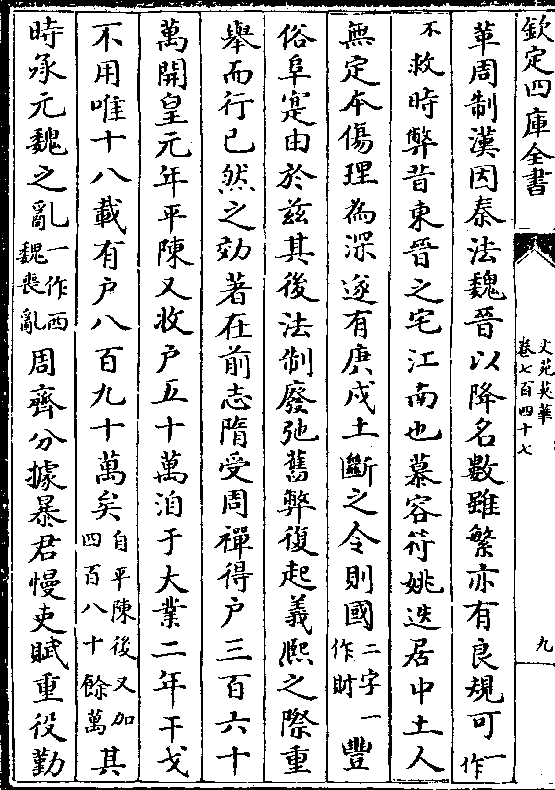 欽定四庫全書
文苑英華
卷七百四十七
九
革周制漢因秦法魏晉以降名數雖繁亦有良規可一作
不救時弊昔東晉之宅江南也慕容苻姚迭居中土人
無定本傷理為深遂有庚戌土斷之令則國二字一作財豐
俗阜寔由於兹其後法制廢弛舊弊復起義熈之際重
舉而行已然之効著在前志隋受周禪得户三百六十
萬開皇元年平陳又收户五十萬洎于大業二年干戈
不用唯十八載有户八百九十萬矣自平陳後又加四百八十餘萬其
時承元魏之亂一作西魏喪亂周齊分據暴君慢吏賦重役勤